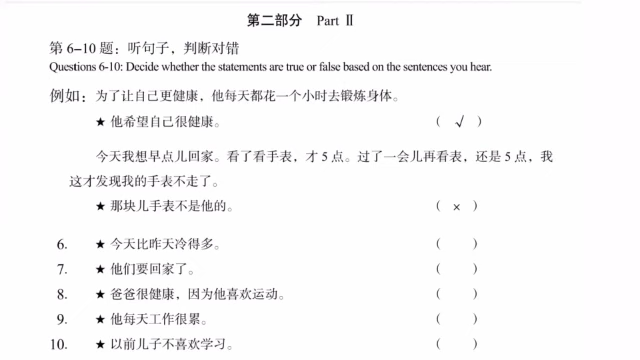 第二部分 Part Ⅱ
第6-10题：听句子，判断对错
Questions 6-10: Decide whether the statements are true or false based on the sentences you hear.
例如：为了让自己更健康，他每天都花一个小时去锻炼身体。
★ 他希望自己很健康。 （ √ ）
今天我想早点儿回家。看了看手表，才5点。过了一会儿再看表，还是5点，我
这才发现我的手表不走了。
★ 那块儿手表不是他的。 （ × ）
6. ★ 今天比昨天冷得多。 （ ）
7. ★ 他们要回家了。 （ ）
8. ★ 爸爸很健康，因为他喜欢运动。 （ ）
9. ★ 他每天工作很累。 （ ）
10. ★ 以前儿子不喜欢学习。 （ ）